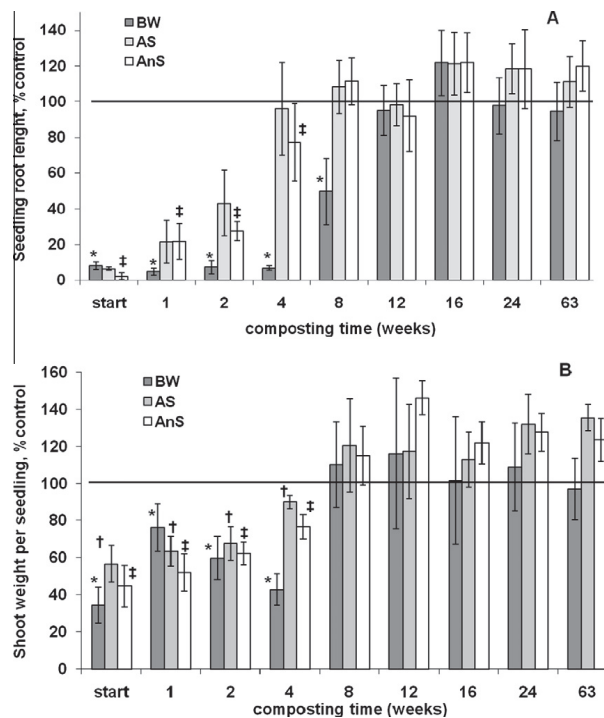 A
BW
AS
AnS
Seedling root lenght, % control
140
120
100
80
60
40
20
0
* ‡ * ‡ * ‡ * ‡ *
start 1 2 4 8 12 16 24 63
composting time (weeks)
B
BW
AS
AnS
Shoot weight per seedling, % control
160
140
120
100
80
60
40
20
0
* † ‡ * † ‡ * † ‡ * † ‡
start 1 2 4 8 12 16 24 63
composting time (weeks)